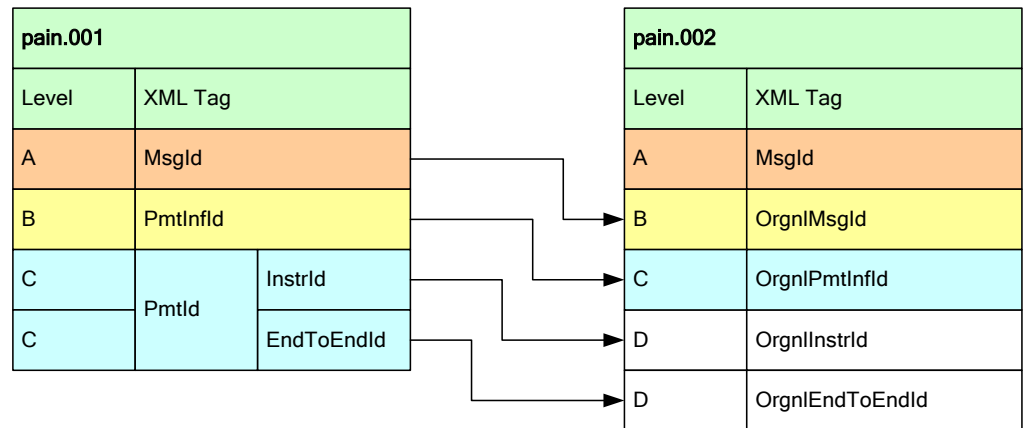 pain.001
Level XML Tag
A MsgId
B PmtInfId
C PmtId InstrId
C EndToEndId
pain.002
Level XML Tag
A MsgId
B OrgnlMsgId
C OrgnlPmtInfId
D OrgnlInstrId
D OrgnlEndToEndId